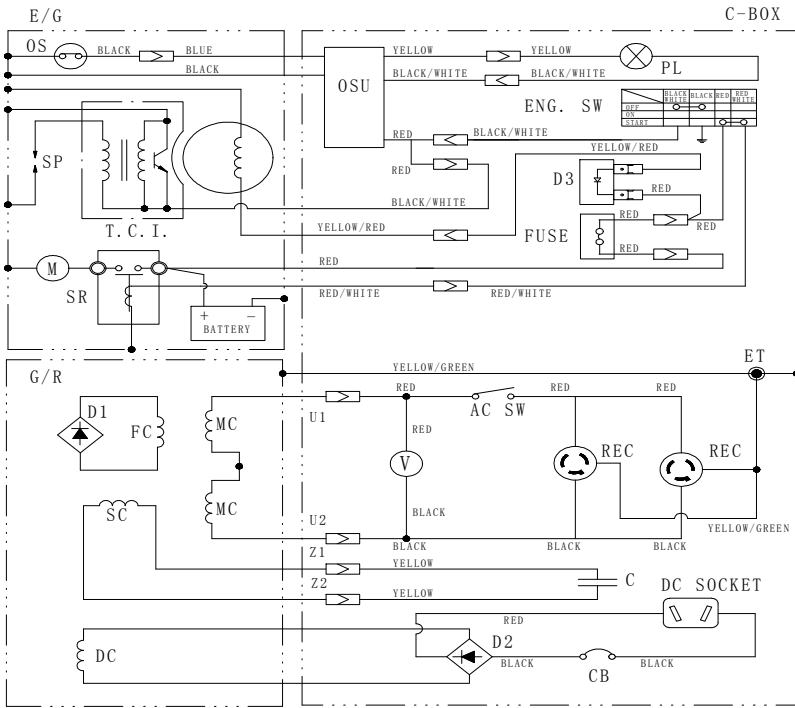 E/G
C-BOX
OS
BLACK
BLUE
BLACK
OSU
YELLOW
YELLOW
PL
BLACK/WHITE
BLACK/WHITE
ENG. SW
BLACK WHITE
BLACK
RED
RED WHITE
OFF
ON
START
RED
BLACK/WHITE
YELLOW/RED
SP
RED
D3
RED
BLACK/WHITE
T.C.I.
YELLOW/RED
FUSE
RED
RED
RED
M
RED
SR
RED/WHITE
RED/WHITE
+ −
BATTERY
G/R
YELLOW/GREEN
ET
D1
FC
MC
U1
RED
AC SW
RED
RED
RED
V
REC
REC
SC
MC
BLACK
U2
BLACK
BLACK
BLACK
YELLOW/GREEN
Z1
YELLOW
Z2
YELLOW
C
DC SOCKET
RED
DC
D2
BLACK
CB
BLACK